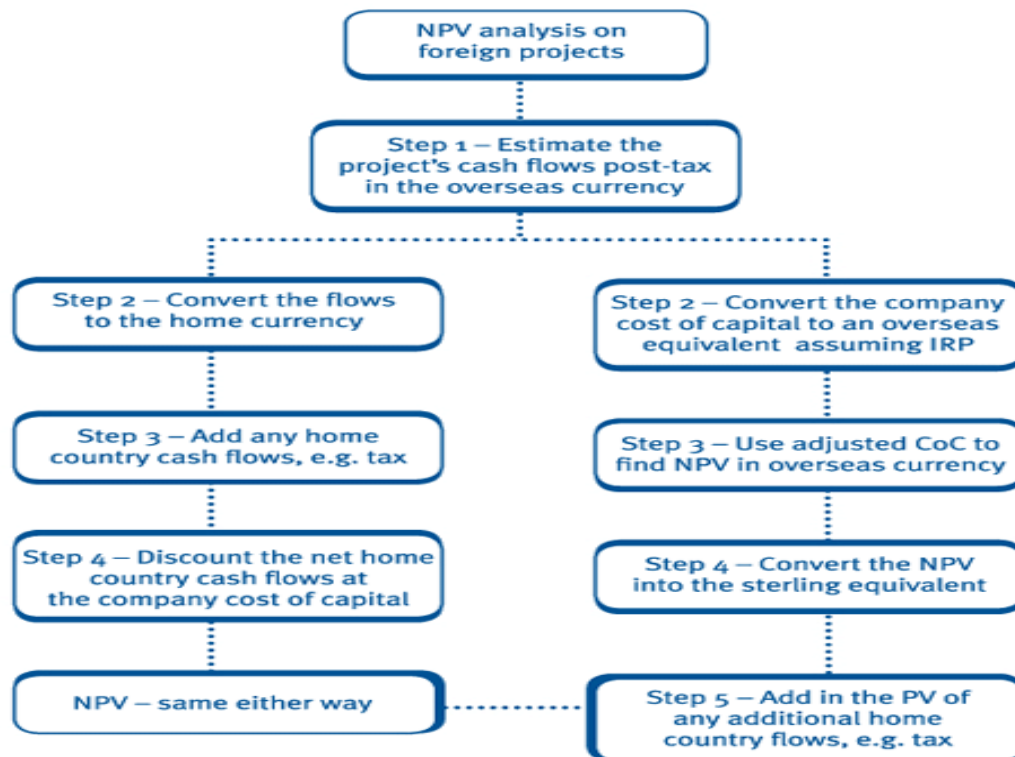 NPV analysis on
foreign projects
Step 1 – Estimate the
project's cash flows post-tax
in the overseas currency
Step 2 – Convert the flows
to the home currency
Step 3 – Add any home
country cash flows, e.g. tax
Step 4 – Discount the net home
country cash flows at
the company cost of capital
NPV – same either way
Step 2 – Convert the company
cost of capital to an overseas
equivalent assuming IRP
Step 3 – Use adjusted CoC to
find NPV in overseas currency
Step 4 – Convert the NPV
into the sterling equivalent
Step 5 – Add in the PV of
any additional home
country flows, e.g. tax